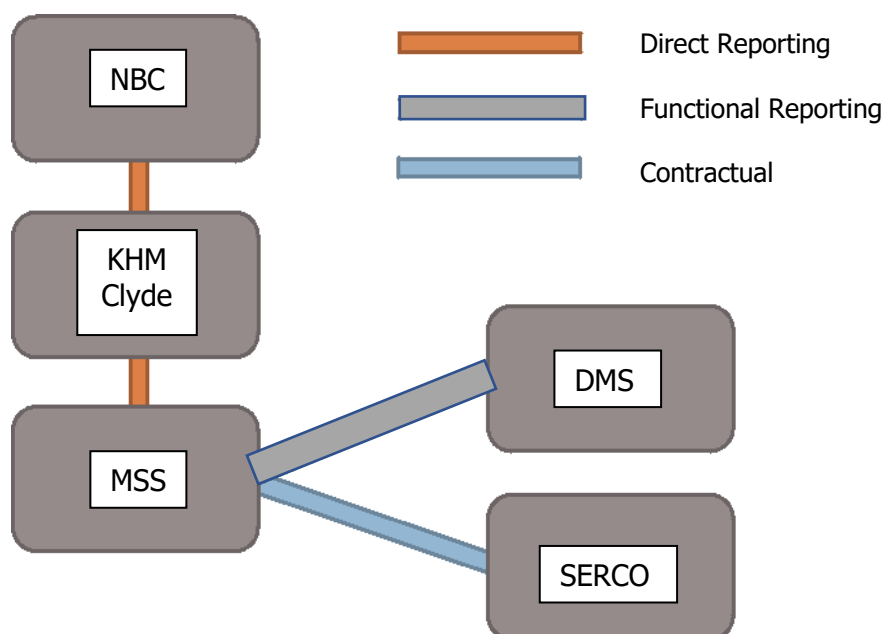 NBC
Direct Reporting
Functional Reporting
Contractual
KHM
Clyde
DMS
MSS
SERCO